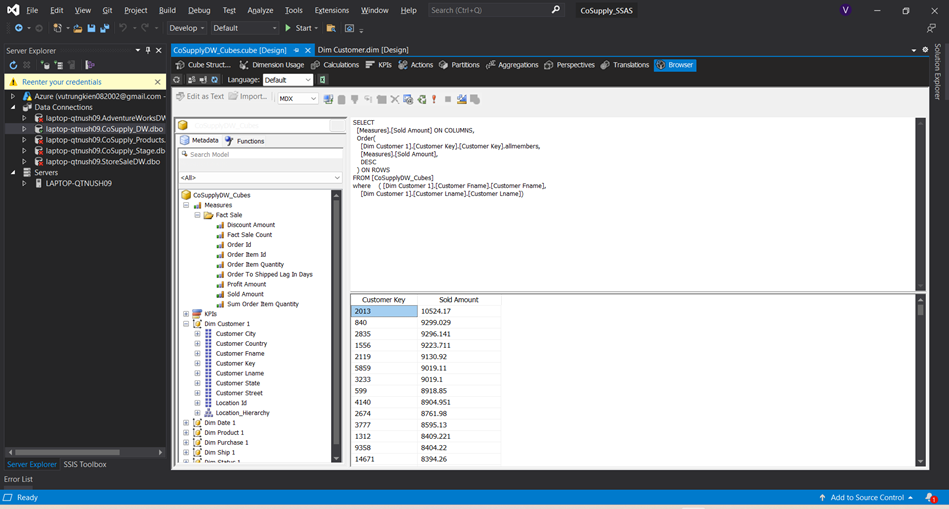 File Edit View Git Project Build Debug Test Analyze Tools Extensions Window Help Search (Ctrl+Q) CoSupply_SSAS V
Develop Default Start
Server Explorer
Reenter your credentials
Azure (vutrungkien082002@gmail.com -
Data Connections
laptop-qtnush09.AdventureWorksDW
laptop-qtnush09.CoSupply_DW.dbo
laptop-qtnush09.CoSupply_Products.
laptop-qtnush09.CoSupply_Stage.dbo
laptop-qtnush09.StoreSaleDW.dbo
Servers
LAPTOP-QTNUSH09
Server Explorer SSIS Toolbox
CoSupplyDW_Cubes.cube [Design] Dim Customer.dim [Design]
Cube Struct... Dimension Usage Calculations KPIs Actions Partitions Aggregations Perspectives Translations Browser
Language: Default
Edit as Text Import... MDX
Metadata Functions
Search Model
<All>
CoSupplyDW_Cubes
Measures
Fact Sale
Discount Amount
Fact Sale Count
Order Id
Order Item Id
Order Item Quantity
Order To Shipped Lag In Days
Profit Amount
Sold Amount
Sum Order Item Quantity
KPIs
Dim Customer 1
Customer City
Customer Country
Customer Fname
Customer Key
Customer Lname
Customer State
Customer Street
Location Id
Location_Hierarchy
Dim Date 1
Dim Product 1
Dim Purchase 1
Dim Ship 1
Dim Status 1
SELECT
[Measures].[Sold Amount] ON COLUMNS,
Order(
[Dim Customer 1].[Customer Key].[Customer Key].allmembers,
[Measures].[Sold Amount],
DESC
) ON ROWS
FROM [CoSupplyDW_Cubes]
where ( [Dim Customer 1].[Customer Fname].[Customer Fname],
[Dim Customer 1].[Customer Lname].[Customer Lname])
Customer Key Sold Amount
2013 10524.17
840 9299.029
2835 9296.141
1556 9223.711
2119 9130.92
5859 9019.11
3233 9019.1
599 8918.85
4140 8904.951
2674 8761.98
3777 8595.13
1312 8409.221
9358 8404.22
14671 8394.26
Solution Explorer
Error List
Ready Add to Source Control 1